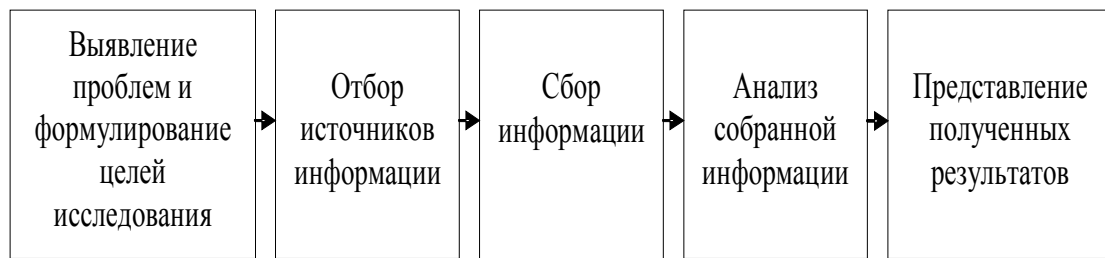 Выявление
проблем и
формулирование
целей
исследования
Отбор
источников
информации
Сбор
информации
Анализ
собранной
информации
Представление
полученных
результатов